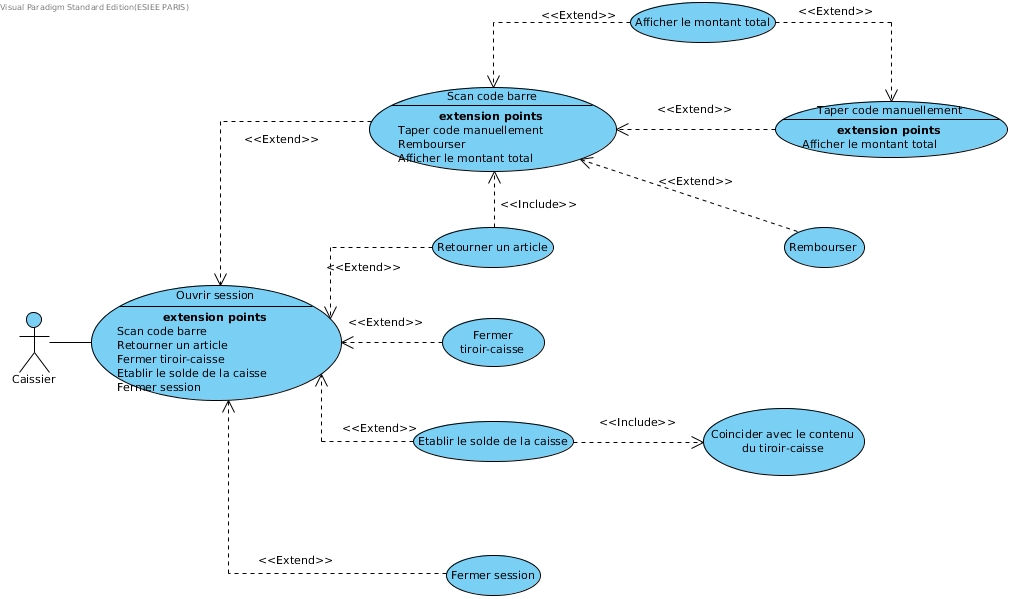 Visual Paradigm Standard Edition(ESIEE PARIS)
<<Extend>>
Afficher le montant total
<<Extend>>
Scan code barre
extension points
Taper code manuellement
Rembourser
Afficher le montant total
<<Extend>>
Taper code manuellement
extension points
Afficher le montant total
<<Extend>>
<<Extend>>
<<Include>>
Retourner un article
Rembourser
<<Extend>>
Ouvrir session
extension points
Scan code barre
Retourner un article
Fermer tiroir-caisse
Etablir le solde de la caisse
Fermer session
Caissier
<<Extend>>
Fermer
tiroir-caisse
<<Extend>>
Etablir le solde de la caisse
<<Include>>
Coincider avec le contenu
du tiroir-caisse
<<Extend>>
Fermer session